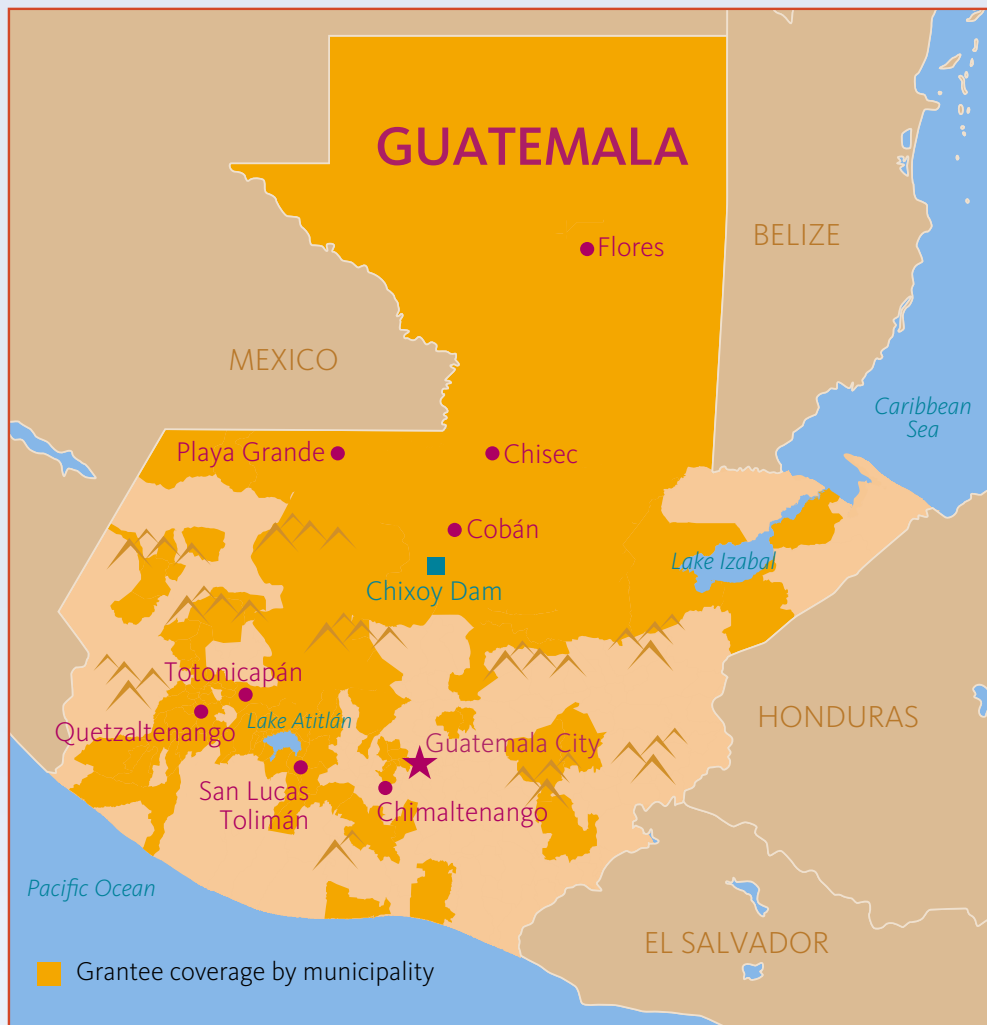 GUATEMALA
BELIZE
Flores
MEXICO
Caribbean
Sea
Playa Grande
Chisec
Cobán
Lake Izabal
Chixoy Dam
Totonicapán
Lake Atitlán
Quetzaltenango
HONDURAS
Guatemala City
San Lucas
Tolimán
Chimaltenango
Pacific Ocean
EL SALVADOR
Grantee coverage by municipality